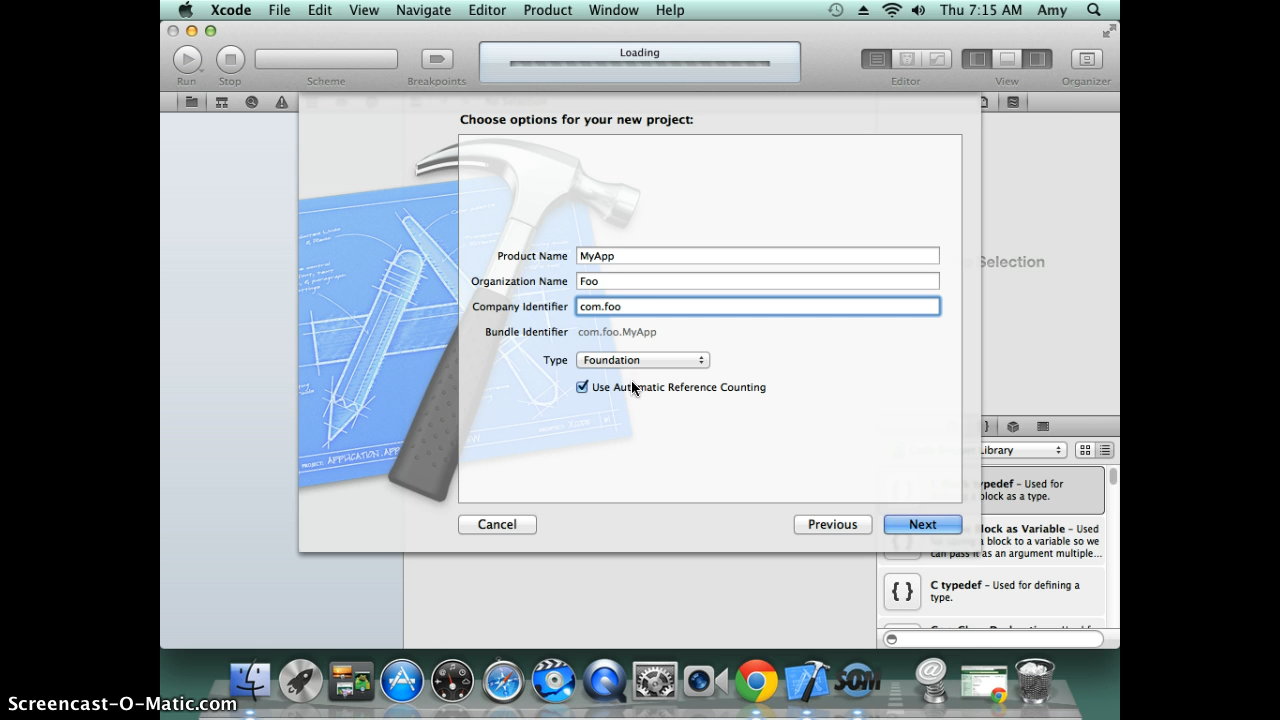 Xcode File Edit View Navigate Editor Product Window Help Thu 7:15 AM Amy
Loading
Run Stop Scheme Breakpoints Editor View Organizer
Choose options for your new project:
Product Name MyApp
Organization Name Foo
Company Identifier com.foo
Bundle Identifier com.foo.MyApp
Type Foundation
Use Automatic Reference Counting
Selection
Library
typedef – Used for
block as a type.
Block as Variable – Used
a block to a variable so we
can pass it as an argument multiple...
{ } C typedef – Used for defining a
type.
Cancel Previous Next
PROJECT APPLICATION.APP
SOM
@
Screencast-O-Matic.com